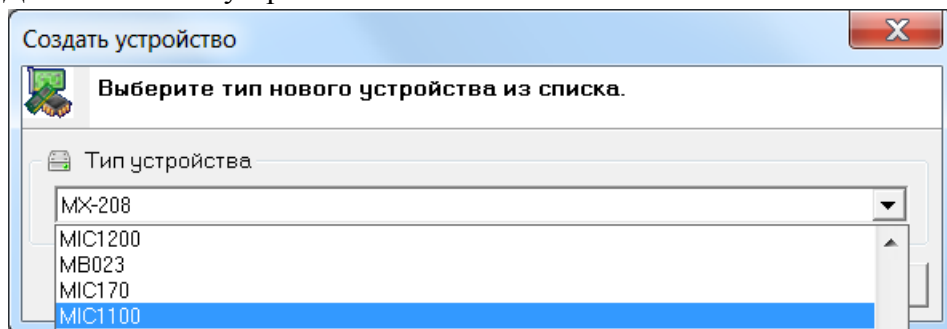 Создать устройство
Выберите тип нового устройства из списка.
Тип устройства
MX-208
MIC1200
MB023
MIC170
MIC1100